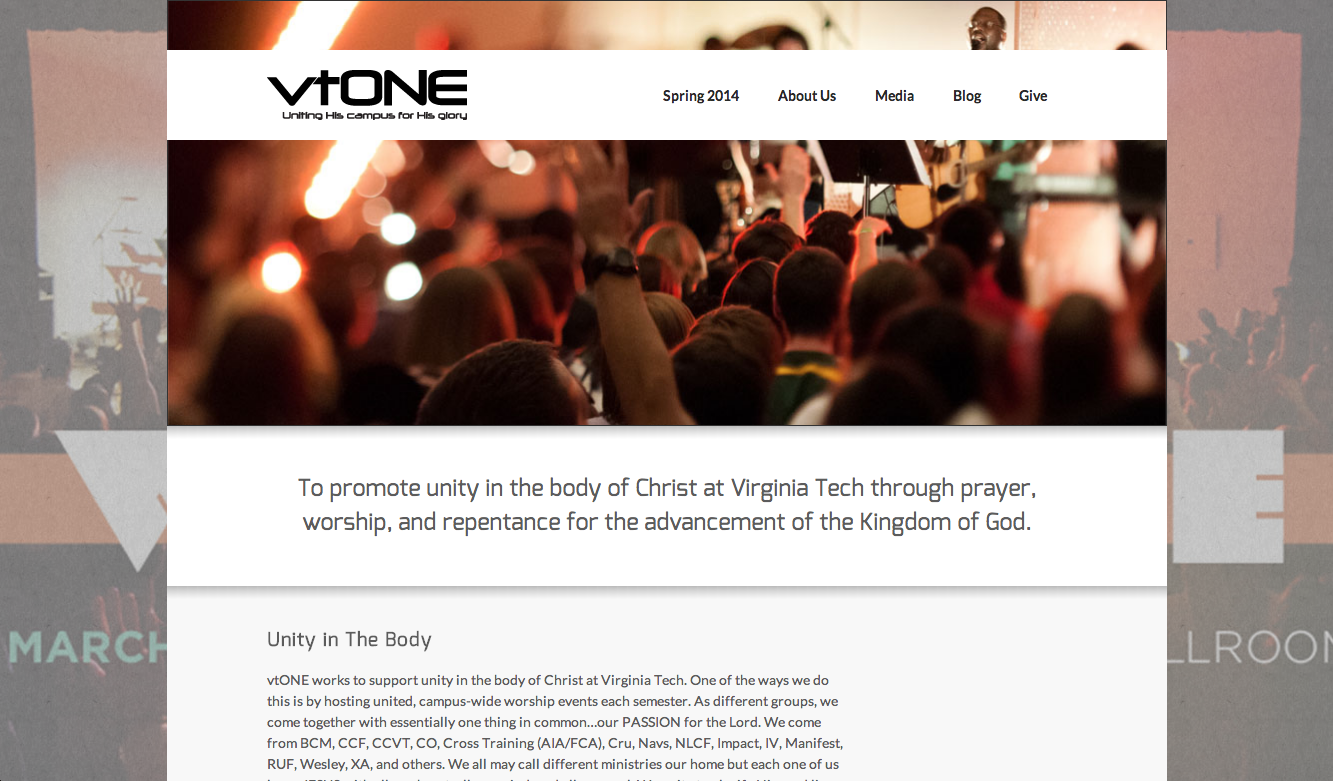 vtONE
Uniting His campus for His glory
Spring 2014 About Us Media Blog Give
To promote unity in the body of Christ at Virginia Tech through prayer,
worship, and repentance for the advancement of the Kingdom of God.
MARCH
LLROOM
Unity in The Body
vtONE works to support unity in the body of Christ at Virginia Tech. One of the ways we do
this is by hosting united, campus-wide worship events each semester. As different groups, we
come together with essentially one thing in common...our PASSION for the Lord. We come
from BCM, CCF, CCVT, CO, Cross Training (AIA/FCA), Cru, Navs, NLCF, Impact, IV, Manifest,
RUF, Wesley, XA, and others. We all may call different ministries our home but each one of us